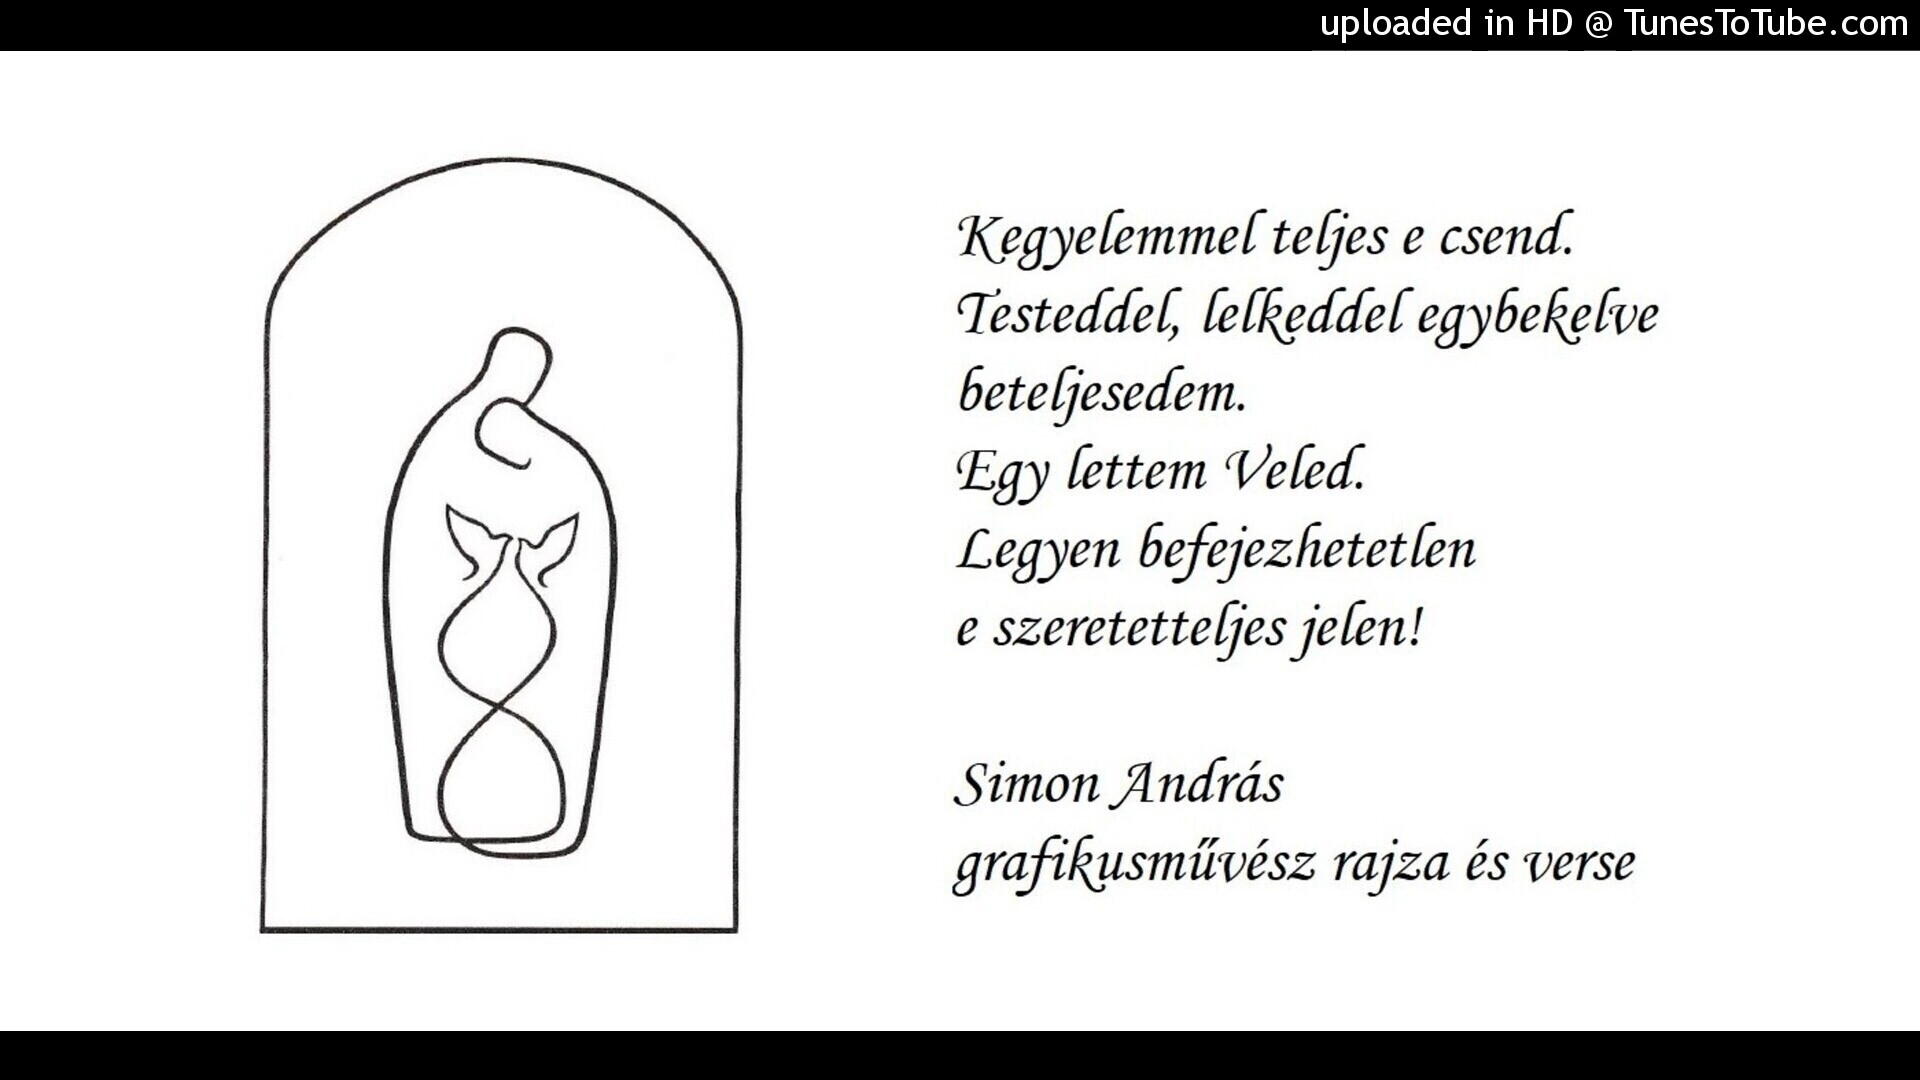 uploaded in HD @ TunesToTube.com
Kegyelemmel teljes e csend.
Testeddel, lelkeddel egybekelve
beteljesedem.
Egy lettem Veled.
Legyen befejezhetetlen
e szeretetteljes jelen!
Simon András
grafikusművész rajza és verse